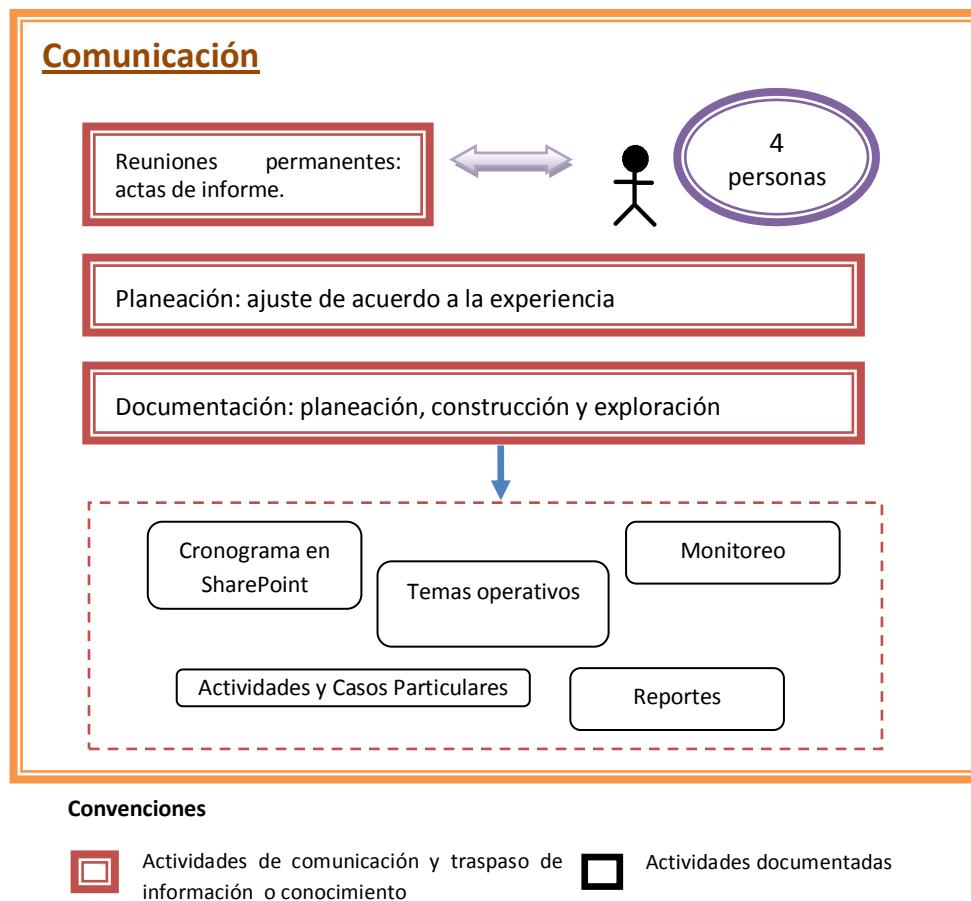 Comunicación
Reuniones permanentes:
actas de informe.
4
personas
Planeación: ajuste de acuerdo a la experiencia
Documentación: planeación, construcción y exploración
Cronograma en
SharePoint
Temas operativos
Monitoreo
Actividades y Casos Particulares
Reportes
Convenciones
Actividades de comunicación y traspaso de
información o conocimiento
Actividades documentadas